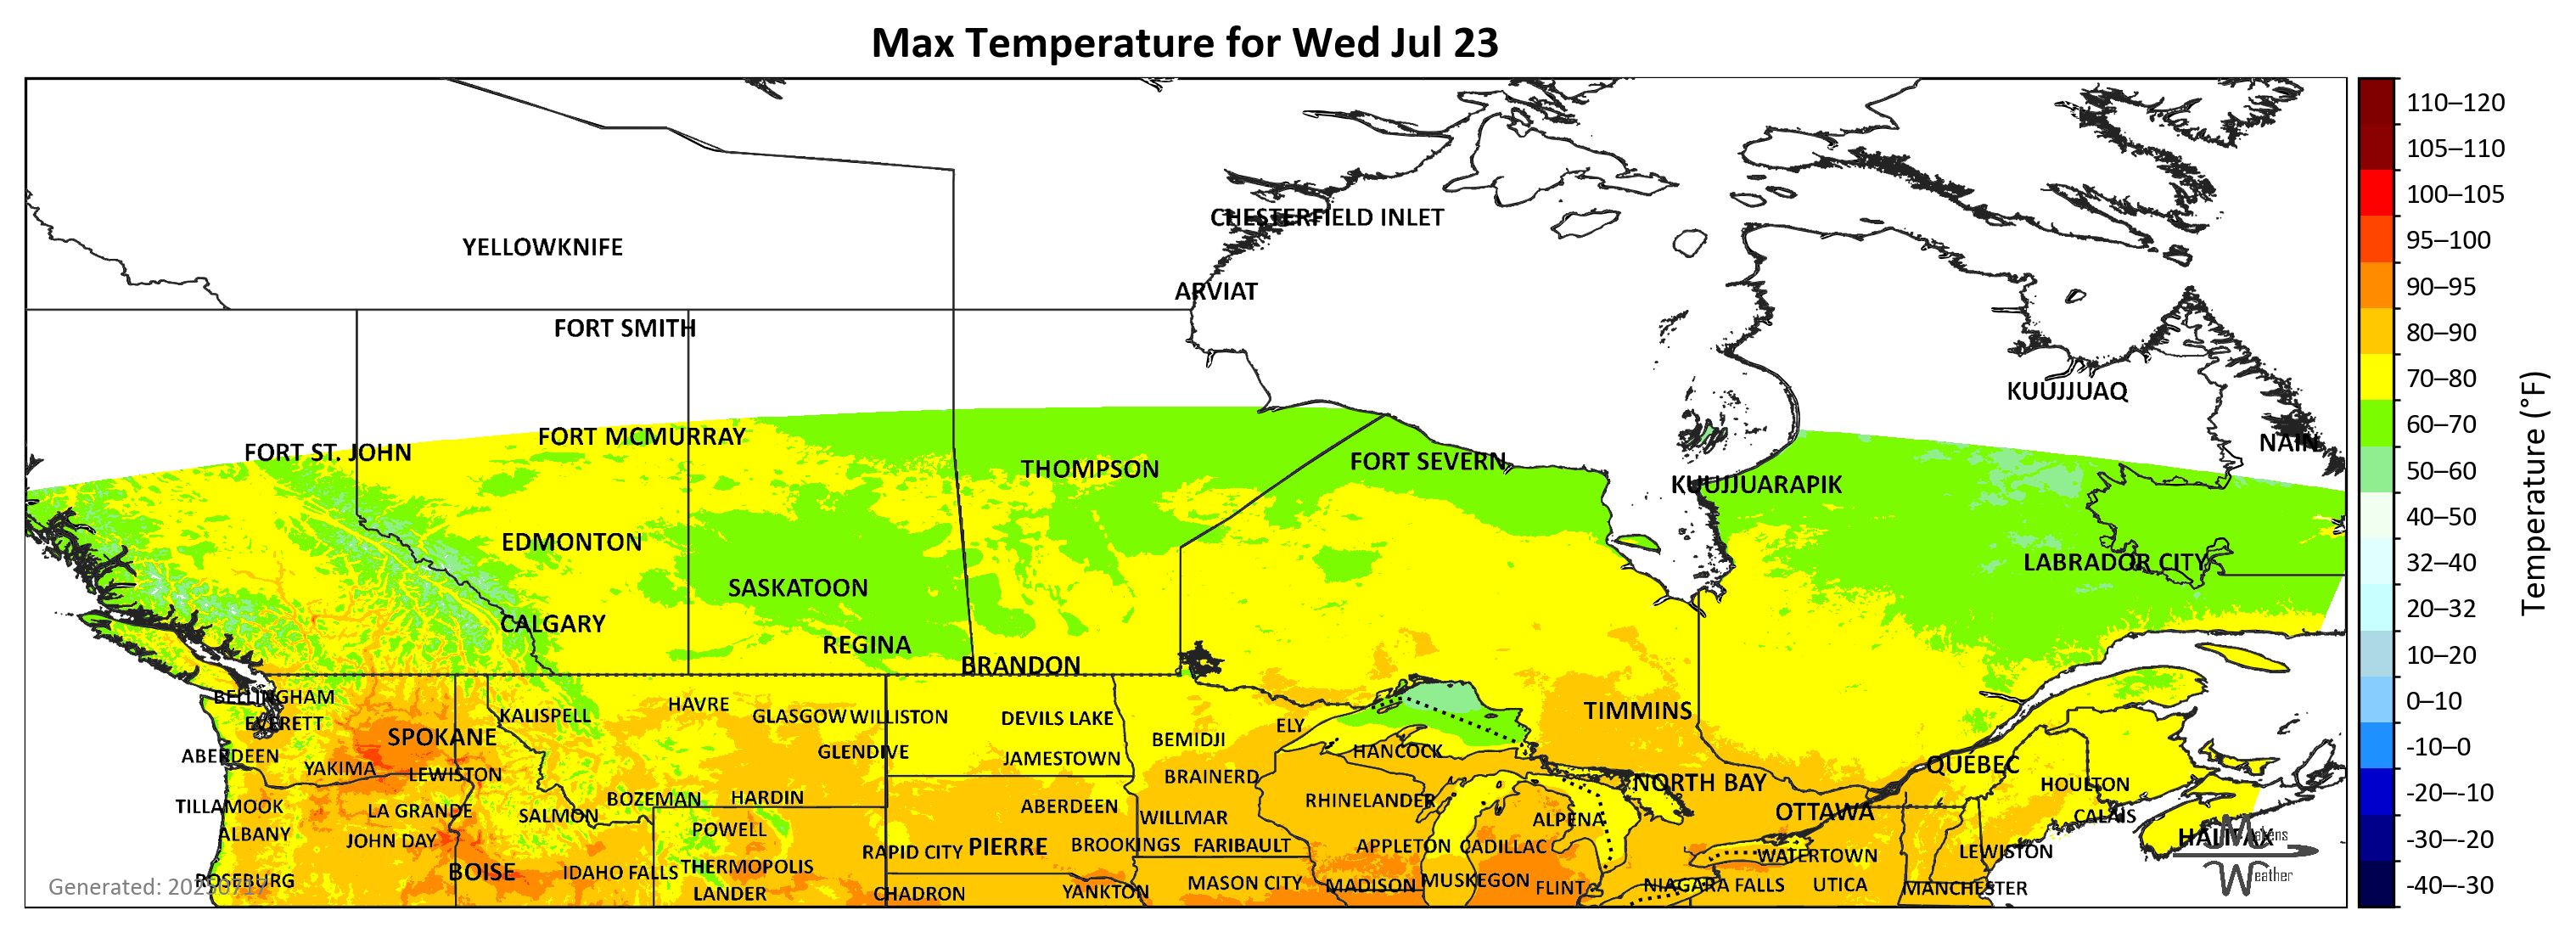 Max Temperature for Wed Jul 23
CHESTERFIELD INLET
YELLOWKNIFE
ARVIAT
FORT SMITH
KUUJJUAQ
FORT MCMURRAY
NAIN
FORT ST. JOHN
FORT SEVERN
THOMPSON
KUUJJUARAPIK
EDMONTON
LABRADOR CITY
SASKATOON
CALGARY
REGINA
BRANDON
BELLINGHAM
HAVRE
TIMMINS
KALISPELL
GLASGOW WILLISTON
DEVILS LAKE
EVERETT
ELY
SPOKANE
BEMIDJI
GLENDIVE
HANCOCK
ABERDEEN
JAMESTOWN
QUÉBEC
YAKIMA
LEWISTON
BRAINERD
NORTH BAY
HOULTON
BOZEMAN
HARDIN
RHINELANDER
TILLAMOOK
ABERDEEN
LA GRANDE
SALMON
WILLMAR
ALPENA
OTTAWA
CALAIS
POWELL
ALBANY
JOHN DAY
HALIFAX
Makens
Weather
RAPID CITY
PIERRE
BROOKINGS
FARIBAULT
APPLETON
CADILLAC
WATERTOWN
LEWISTON
BOISE
IDAHO FALLS
THERMOPOLIS
ROSEBURG
Generated: 20250717
LANDER
CHADRON
YANKTON
MASON CITY
MADISON
MUSKEGON
FLINT
NIAGARA FALLS
UTICA
MANCHESTER
110–120
105–110
100–105
95–100
90–95
80–90
70–80
60–70
50–60
40–50
32–40
20–32
10–20
0–10
-10–0
-20–-10
-30–-20
-40–-30
Temperature (°F)